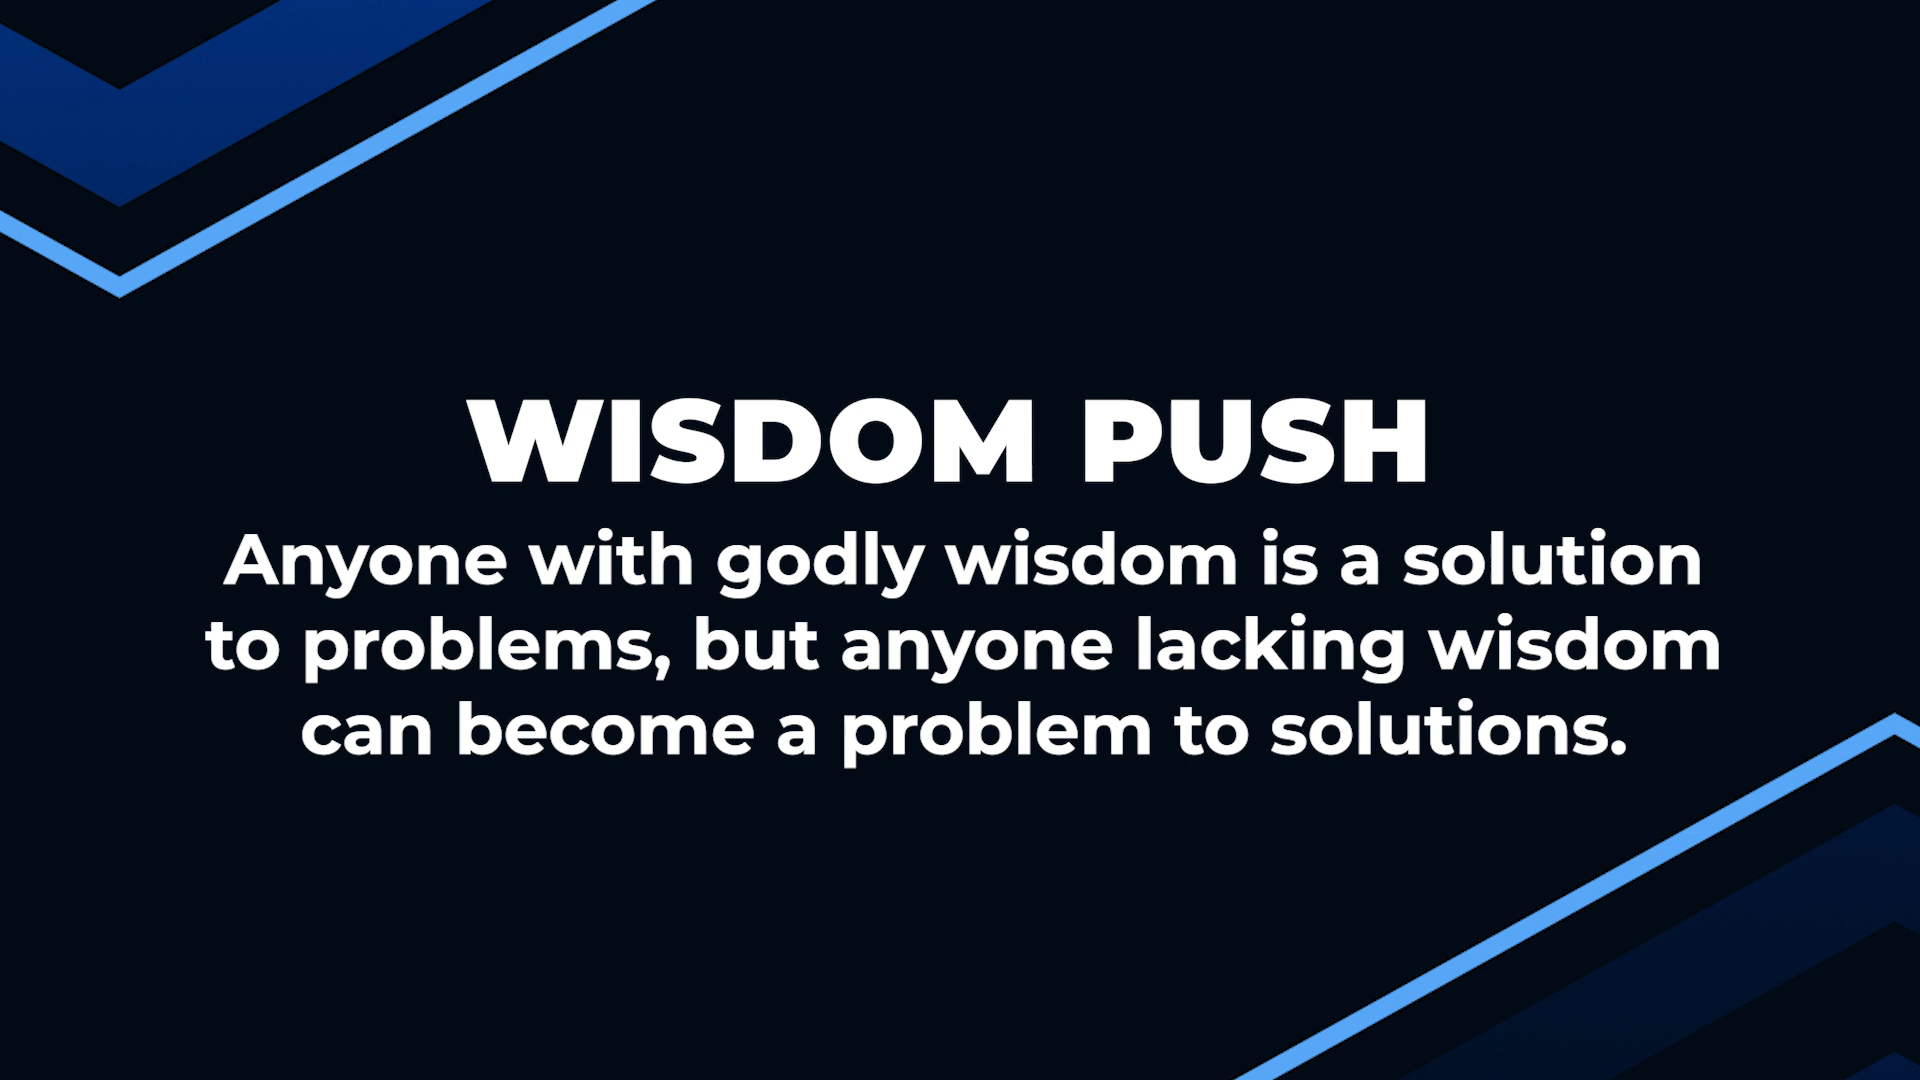 WISDOM PUSH
Anyone with godly wisdom is a solution
to problems, but anyone lacking wisdom
can become a problem to solutions.